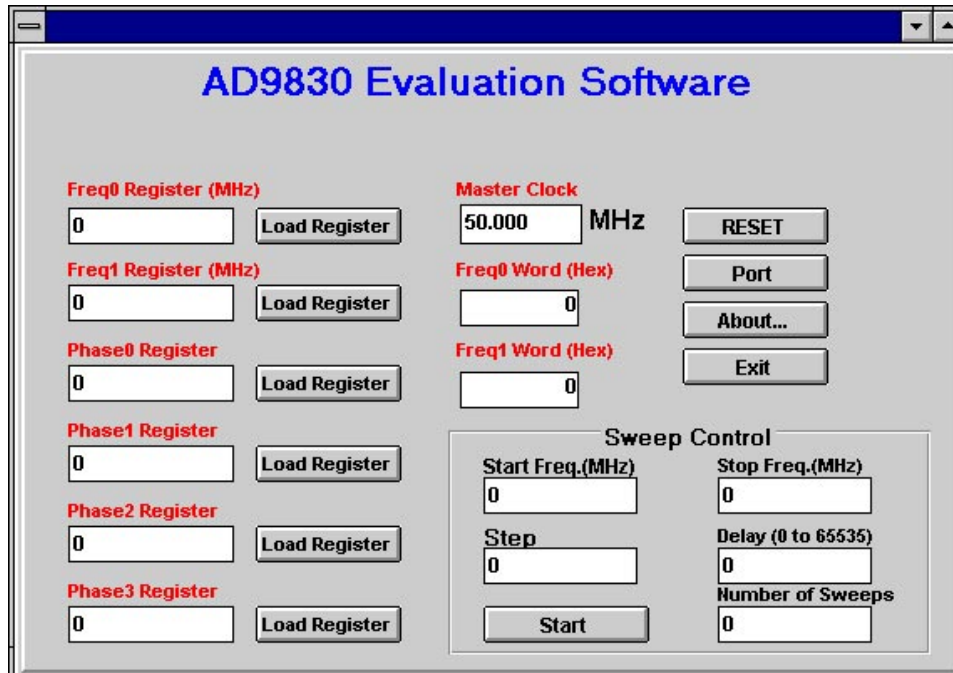 AD9830 Evaluation Software
Freq0 Register (MHz)
0
Load Register
Freq1 Register (MHz)
0
Load Register
Phase0 Register
0
Load Register
Phase1 Register
0
Load Register
Phase2 Register
0
Load Register
Phase3 Register
0
Load Register
Master Clock
50.000
MHz
Freq0 Word (Hex)
0
Freq1 Word (Hex)
0
RESET
Port
About...
Exit
Sweep Control
Start Freq.(MHz)
0
Stop Freq.(MHz)
0
Step
0
Delay (0 to 65535)
0
Start
Number of Sweeps
0